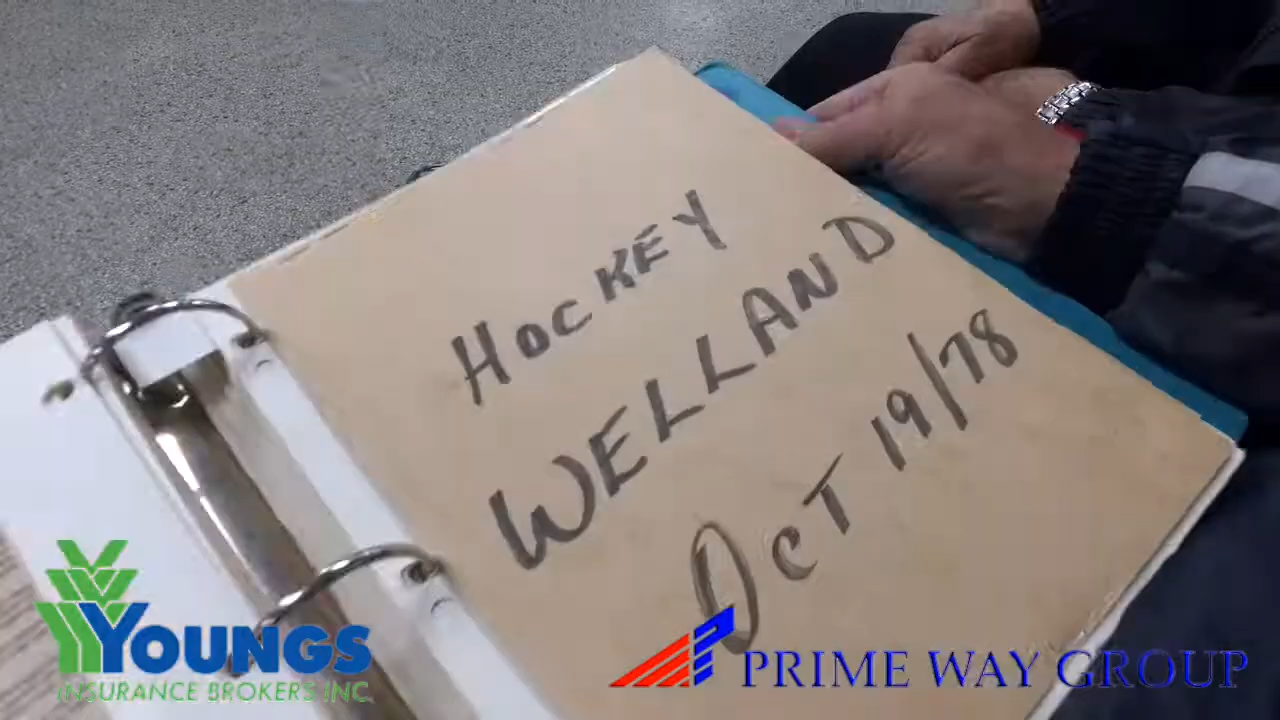 HOCKEY
WELLAND
OCT 19/78
YOUNGS
INSURANCE BROKERS INC.
PRIME WAY GROUP